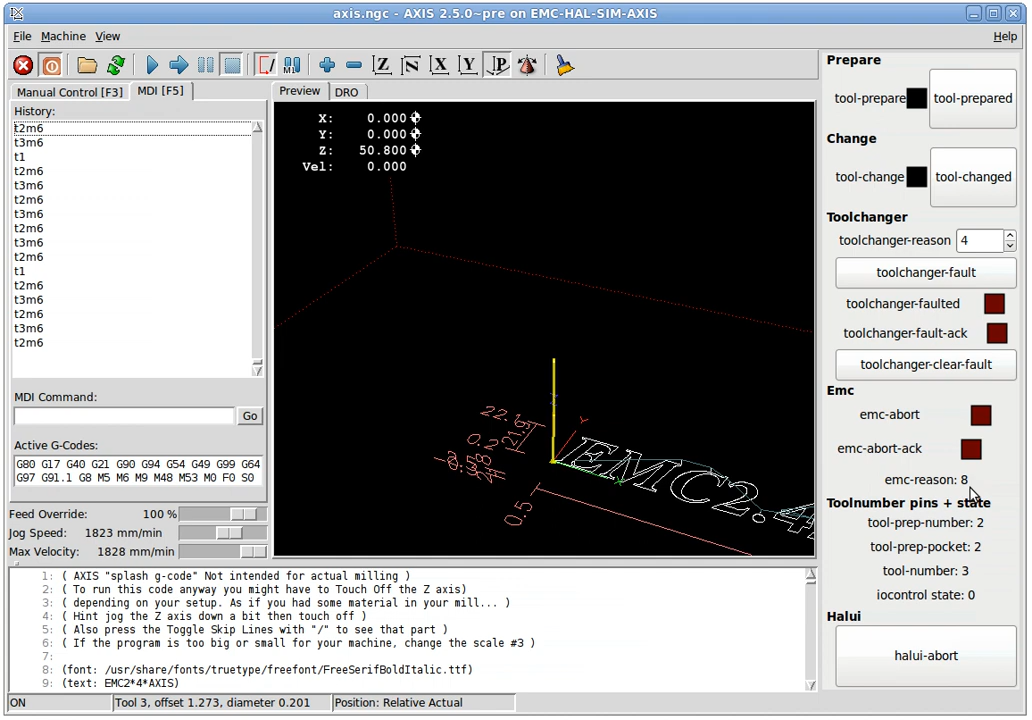 axis.ngc - AXIS 2.5.0~pre on EMC-HAL-SIM-AXIS
File Machine View Help
Manual Control [F3] MDI [F5]
History:
t2m6
t3m6
t1
t2m6
t3m6
t2m6
t3m6
t2m6
t3m6
t2m6
t1
t2m6
t3m6
t2m6
t3m6
t2m6
MDI Command:
Go
Active G-Codes:
G80 G17 G40 G21 G90 G94 G54 G49 G99 G64
G97 G91.1 G8 M5 M6 M9 M48 M53 M0 F0 S0
Feed Override: 100 %
Jog Speed: 1823 mm/min
Max Velocity: 1828 mm/min
Preview DRO
X: 0.000
Y: 0.000
Z: 50.800
Vel: 0.000
22.1
21.9
0.2
0.5
EMC2.4
X
Y
Prepare
tool-prepare tool-prepared
Change
tool-change tool-changed
Toolchanger
toolchanger-reason 4
toolchanger-fault
toolchanger-faulted
toolchanger-fault-ack
toolchanger-clear-fault
Emc
emc-abort
emc-abort-ack
emc-reason: 8
Toolnumber pins + state
tool-prep-number: 2
tool-prep-pocket: 2
tool-number: 3
iocontrol state: 0
Halui
halui-abort
1: ( AXIS "splash g-code" Not intended for actual milling )
2: ( To run this code anyway you might have to Touch Off the Z axis)
3: ( depending on your setup. As if you had some material in your mill... )
4: ( Hint jog the Z axis down a bit then touch off )
5: ( Also press the Toggle Skip Lines with "/" to see that part )
6: ( If the program is too big or small for your machine, change the scale #3 )
7:
8: (font: /usr/share/fonts/truetype/freefont/FreeSerifBoldItalic.ttf)
9: (text: EMC2*4*AXIS)
ON Tool 3, offset 1.273, diameter 0.201 Position: Relative Actual